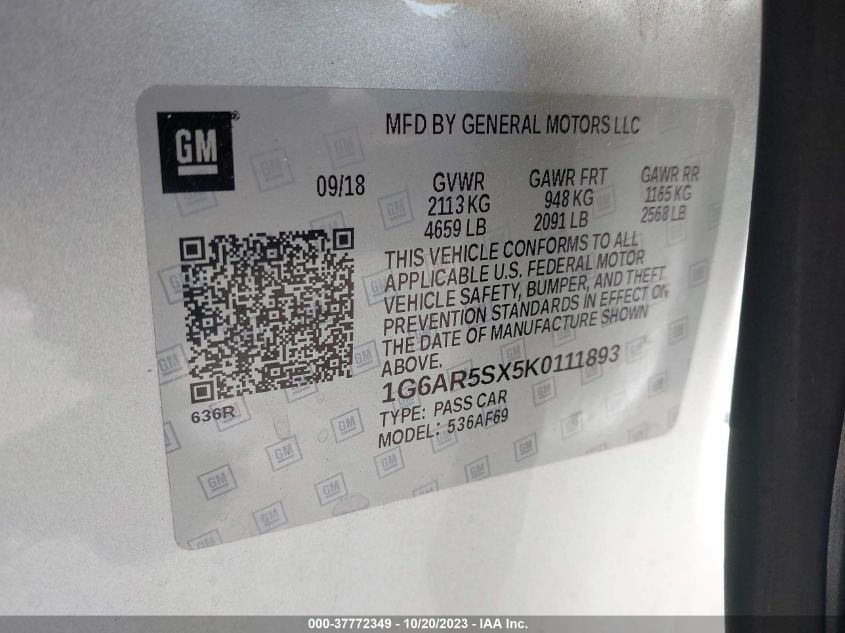 GM
MFD BY GENERAL MOTORS LLC
09/18
GVWR
2113 KG
4659 LB
GAWR FRT
948 KG
2091 LB
GAWR RR
1165 KG
2568 LB
THIS VEHICLE CONFORMS TO ALL
APPLICABLE U.S. FEDERAL MOTOR
VEHICLE SAFETY, BUMPER, AND THEFT
PREVENTION STANDARDS IN EFFECT ON
THE DATE OF MANUFACTURE SHOWN
ABOVE.
1G6AR5SX5K0111893
TYPE: PASS CAR
MODEL: 536AF69
636R
000-37772349 | 10/20/2023 - IAA Inc.